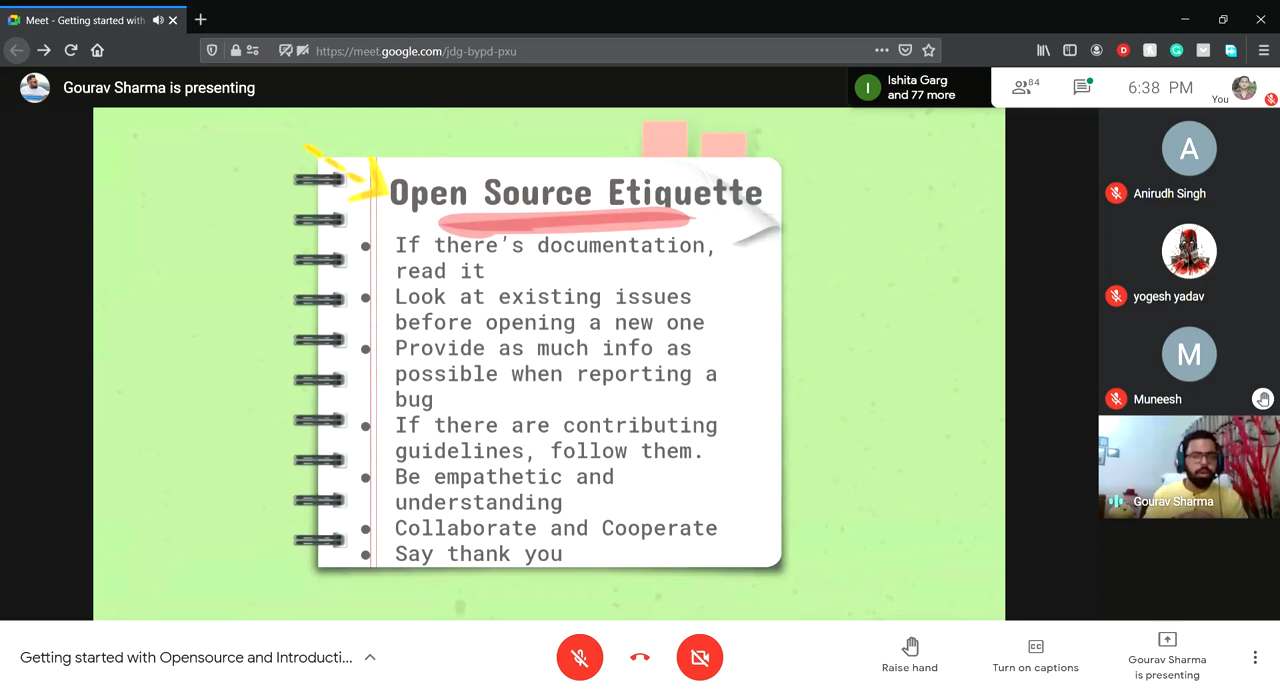 Meet - Getting started with
https://meet.google.com/jdg-bypd-pxu
Gourav Sharma is presenting
I
Ishita Garg
and 77 more
84
6:38 PM
You
Open Source Etiquette
If there's documentation,
read it
Look at existing issues
before opening a new one
Provide as much info as
possible when reporting a
bug
If there are contributing
guidelines, follow them.
Be empathetic and
understanding
Collaborate and Cooperate
Say thank you
A
Anirudh Singh
yogesh yadav
M
Muneesh
Gourav Sharma
Getting started with Opensource and Introducti...
Raise hand
CC
Turn on captions
Gourav Sharma
is presenting